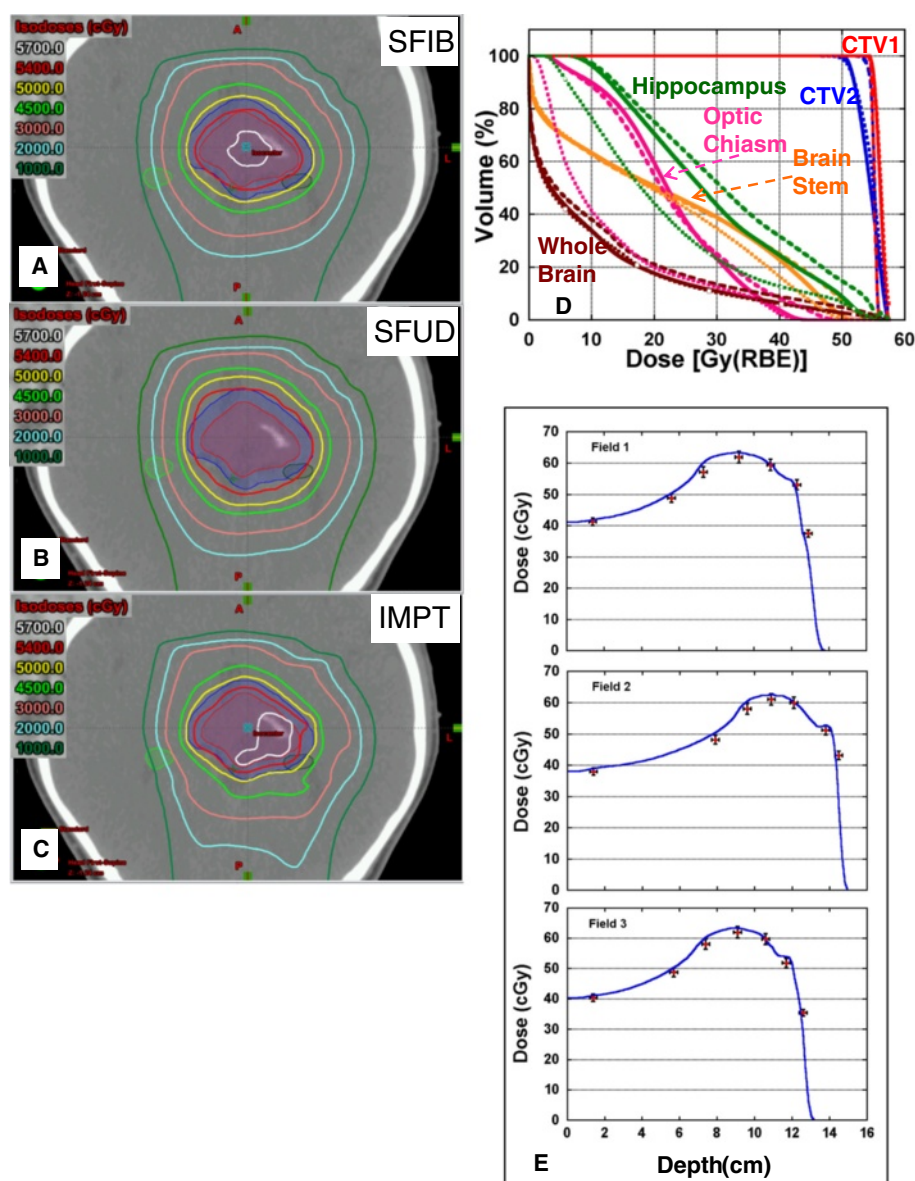 Isodoses (cGy)
5700.0
5400.0
5000.0
4500.0
3000.0
2000.0
1000.0
A
SFIB
L
A
P
Isodoses (cGy)
5700.0
5400.0
5000.0
4500.0
3000.0
2000.0
1000.0
A
SFUD
L
B
P
Isodoses (cGy)
5700.0
5400.0
5000.0
4500.0
3000.0
2000.0
1000.0
A
IMPT
L
C
P
Volume (%)
100
80
60
40
20
0
CTV1
CTV2
Hippocampus
Optic
Chiasm
Brain
Stem
Whole
Brain
D
0 10 20 30 40 50 60
Dose [Gy(RBE)]
Field 1
Dose (cGy)
70
60
50
40
30
20
10
0
Field 2
Dose (cGy)
70
60
50
40
30
20
10
0
Field 3
Dose (cGy)
70
60
50
40
30
20
10
0
0 2 4 6 8 10 12 14 16
E
Depth(cm)